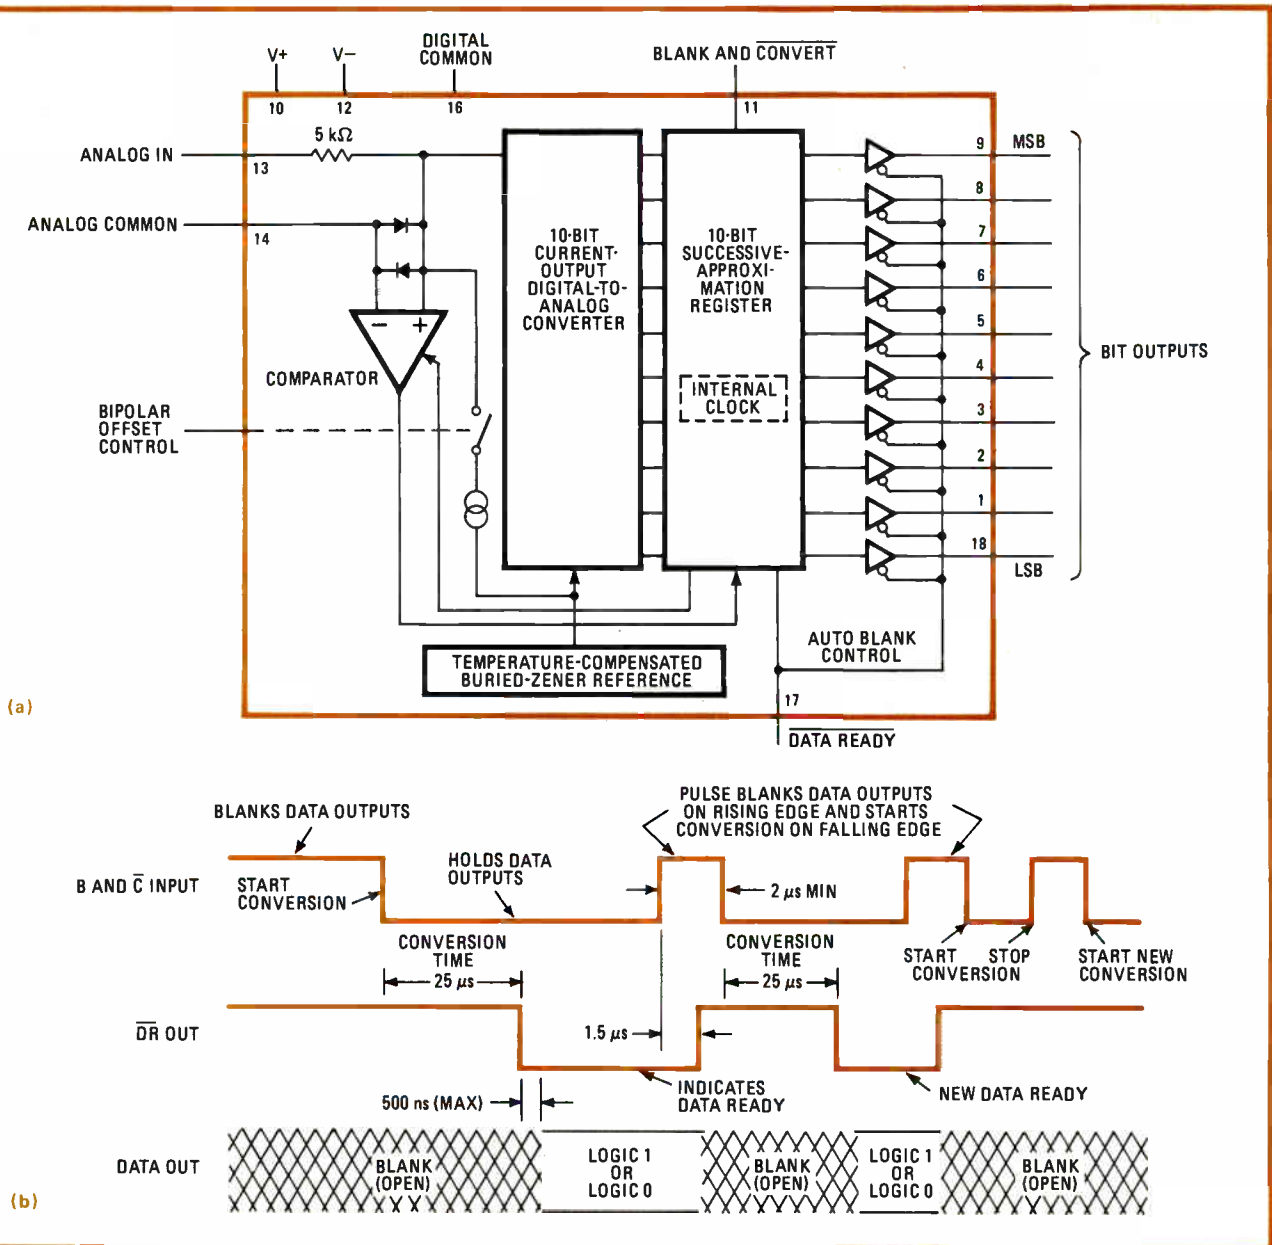 V+
V−
DIGITAL
COMMON
BLANK AND CONVERT
10
12
16
11
5 kΩ
ANALOG IN
13
ANALOG COMMON
14
10-BIT
CURRENT-
OUTPUT
DIGITAL-TO-
ANALOG
CONVERTER
10-BIT
SUCCESSIVE-
APPROXI-
MATION
REGISTER
INTERNAL
CLOCK
9
MSB
8
7
6
5
4
3
2
1
18
LSB
BIT OUTPUTS
− +
COMPARATOR
BIPOLAR
OFFSET
CONTROL
AUTO BLANK
CONTROL
TEMPERATURE-COMPENSATED
BURIED-ZENER REFERENCE
17
DATA READY
(a)
PULSE BLANKS DATA OUTPUTS
ON RISING EDGE AND STARTS
CONVERSION ON FALLING EDGE
BLANKS DATA OUTPUTS
B AND C̅ INPUT
START
CONVERSION
HOLDS DATA
OUTPUTS
2 µs MIN
CONVERSION
TIME
25 µs
CONVERSION
TIME
25 µs
START
CONVERSION
STOP
START NEW
CONVERSION
D̅R̅ OUT
1.5 µs
INDICATES
DATA READY
NEW DATA READY
500 ns (MAX)
DATA OUT
BLANK
(OPEN)
LOGIC 1
OR
LOGIC 0
BLANK
(OPEN)
LOGIC 1
OR
LOGIC 0
BLANK
(OPEN)
(b)